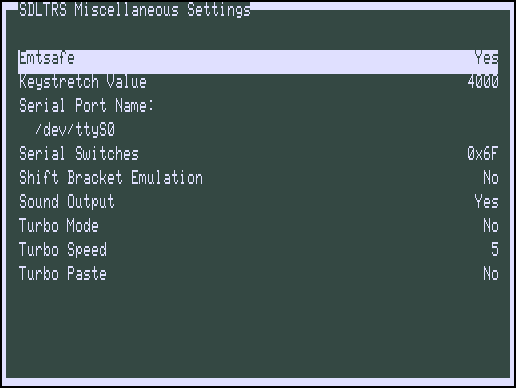 SDLTRS Miscellaneous Settings
Emtsafe Yes
Keystretch Value 4000
Serial Port Name:
/dev/ttyS0
Serial Switches 0x6F
Shift Bracket Emulation No
Sound Output Yes
Turbo Mode No
Turbo Speed 5
Turbo Paste No